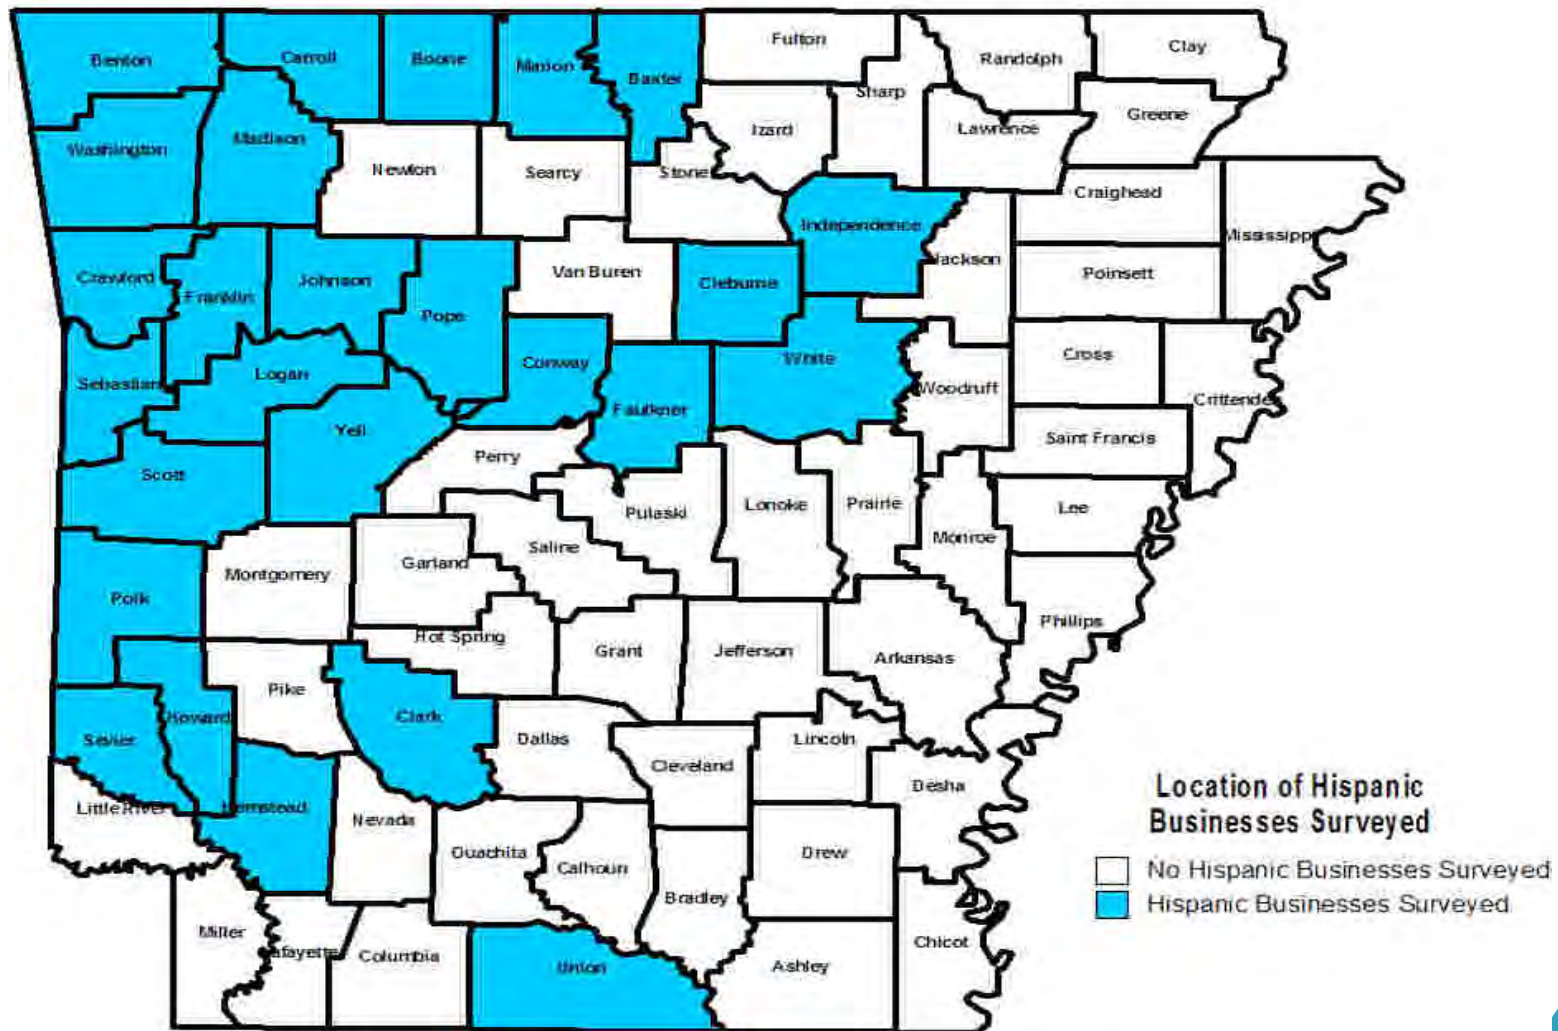 Benton
Carroll
Boone
Marion
Baxter
Fulton
Randolph
Clay
Sharp
Izard
Lawrence
Greene
Washington
Madison
Newton
Searcy
Stone
Craighead
Independence
Mississippi
Jackson
Poinsett
Crawford
Franklin
Johnson
Pope
Van Buren
Cleburne
Conway
White
Cross
Woodruff
Crittende
Sebastian
Logan
Yell
Faulkner
Saint Francis
Scott
Perry
Pulaski
Lonoke
Prairie
Lee
Monroe
Saline
Garland
Montgomery
Polk
Hot Spring
Grant
Jefferson
Arkansas
Phillips
Pike
Clark
Howard
Sevier
Dallas
Cleveland
Lincoln
Desha
Little River
Hempstead
Nevada
Ouachita
Calhoun
Bradley
Drew
Miller
Lafayette
Columbia
Union
Ashley
Chicot
Location of Hispanic
Businesses Surveyed
No Hispanic Businesses Surveyed
Hispanic Businesses Surveyed